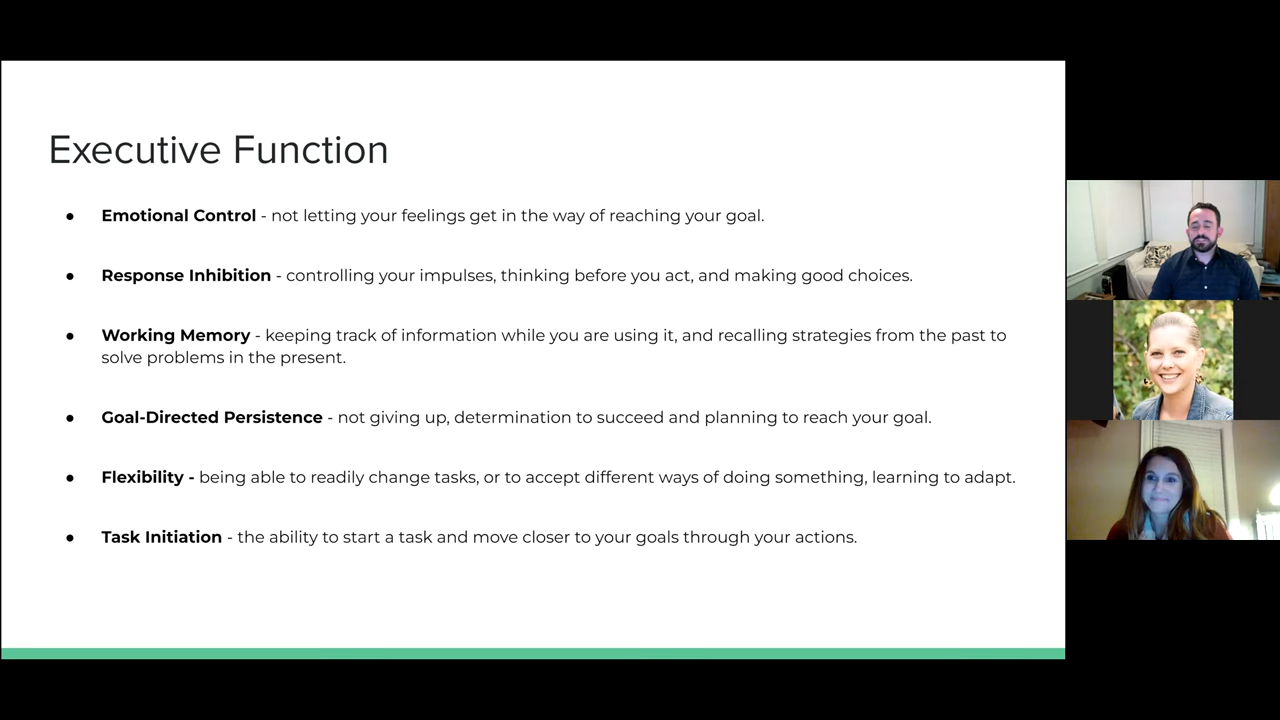 Executive Function
● Emotional Control - not letting your feelings get in the way of reaching your goal.
● Response Inhibition - controlling your impulses, thinking before you act, and making good choices.
● Working Memory - keeping track of information while you are using it, and recalling strategies from the past to
solve problems in the present.
● Goal-Directed Persistence - not giving up, determination to succeed and planning to reach your goal.
● Flexibility - being able to readily change tasks, or to accept different ways of doing something, learning to adapt.
● Task Initiation - the ability to start a task and move closer to your goals through your actions.